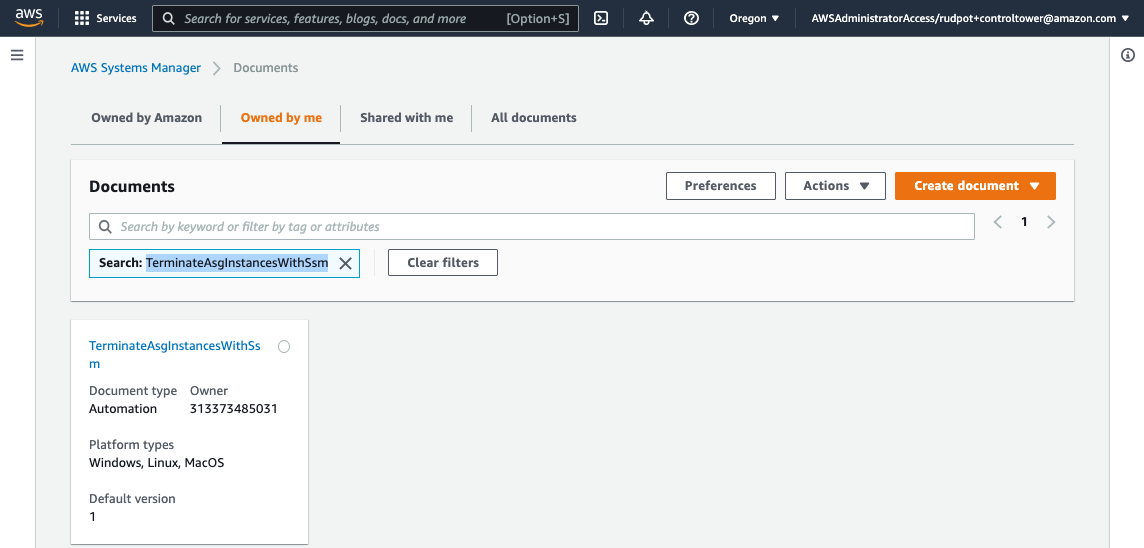 aws
Services
Search for services, features, blogs, docs, and more
[Option+S]
Oregon
AWSAdministratorAccess/rudpot+controltower@amazon.com
AWS Systems Manager
Documents
Owned by Amazon
Owned by me
Shared with me
All documents
Documents
Preferences
Actions
Create document
Search by keyword or filter by tag or attributes
1
Search: TerminateAsgInstancesWithSsm
Clear filters
TerminateAsgInstancesWithSs
m
Document type
Owner
Automation
313373485031
Platform types
Windows, Linux, MacOS
Default version
1